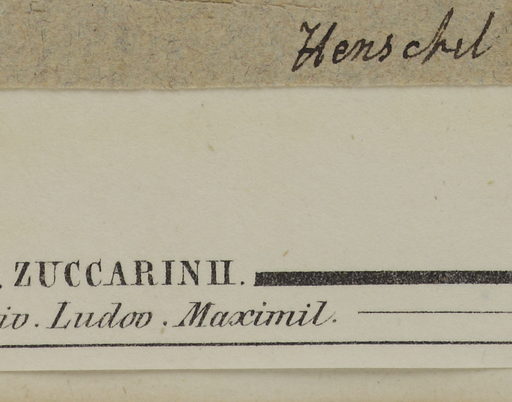 Henschel
. ZUCCARINII.
iv. Ludov. Maximil.